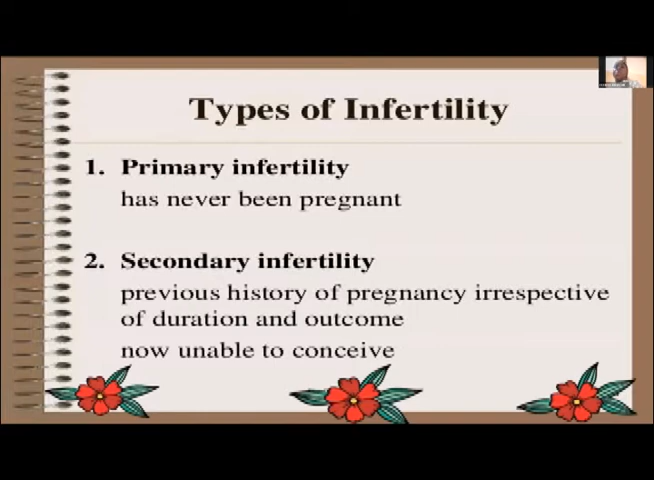 Types of Infertility
1. Primary infertility
has never been pregnant
2. Secondary infertility
previous history of pregnancy irrespective
of duration and outcome
now unable to conceive